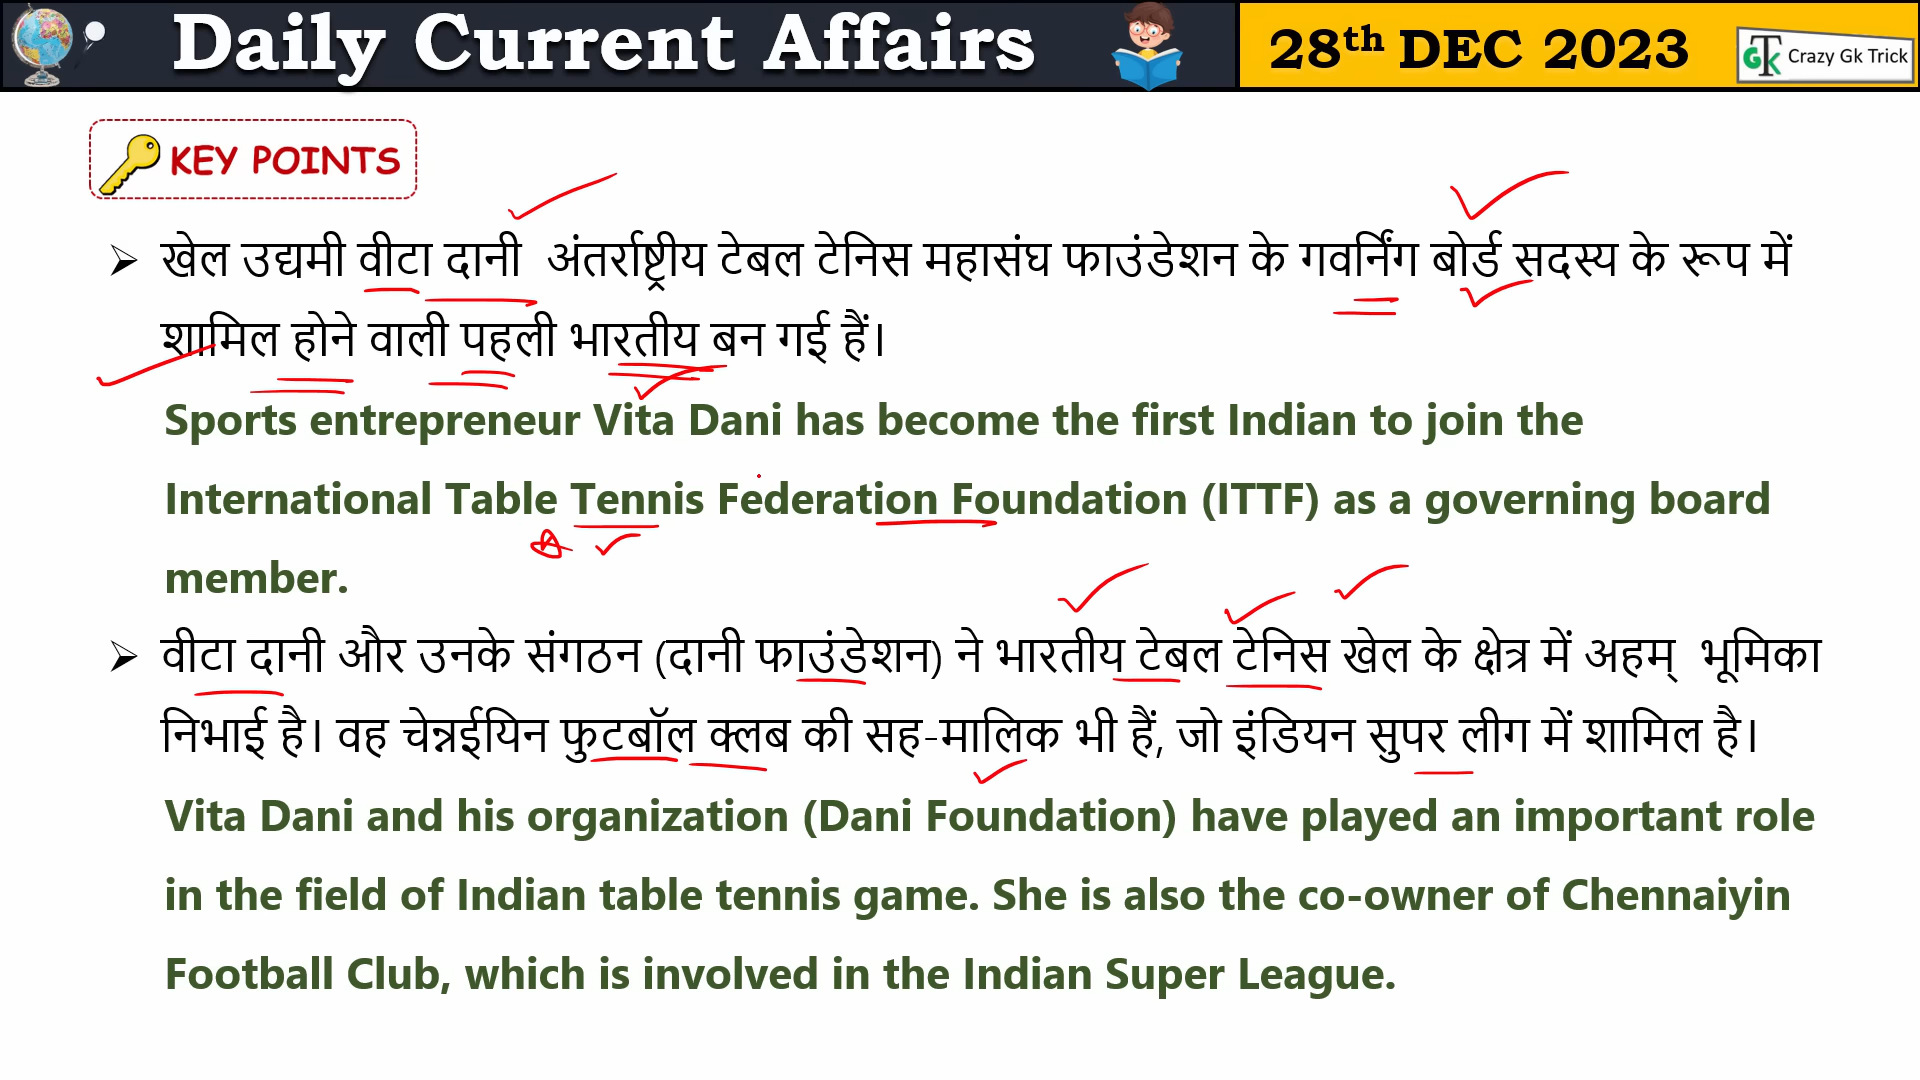 Daily Current Affairs
28th DEC 2023
GK Crazy Gk Trick
KEY POINTS
➢ खेल उद्यमी वीटा दानी अंतर्राष्ट्रीय टेबल टेनिस महासंघ फाउंडेशन के गवर्निंग बोर्ड सदस्य के रूप में
शामिल होने वाली पहली भारतीय बन गई हैं।
Sports entrepreneur Vita Dani has become the first Indian to join the
International Table Tennis Federation Foundation (ITTF) as a governing board
member.
➢ वीटा दानी और उनके संगठन (दानी फाउंडेशन) ने भारतीय टेबल टेनिस खेल के क्षेत्र में अहम् भूमिका
निभाई है। वह चेन्नईयिन फुटबॉल क्लब की सह-मालिक भी हैं, जो इंडियन सुपर लीग में शामिल है।
Vita Dani and his organization (Dani Foundation) have played an important role
in the field of Indian table tennis game. She is also the co-owner of Chennaiyin
Football Club, which is involved in the Indian Super League.